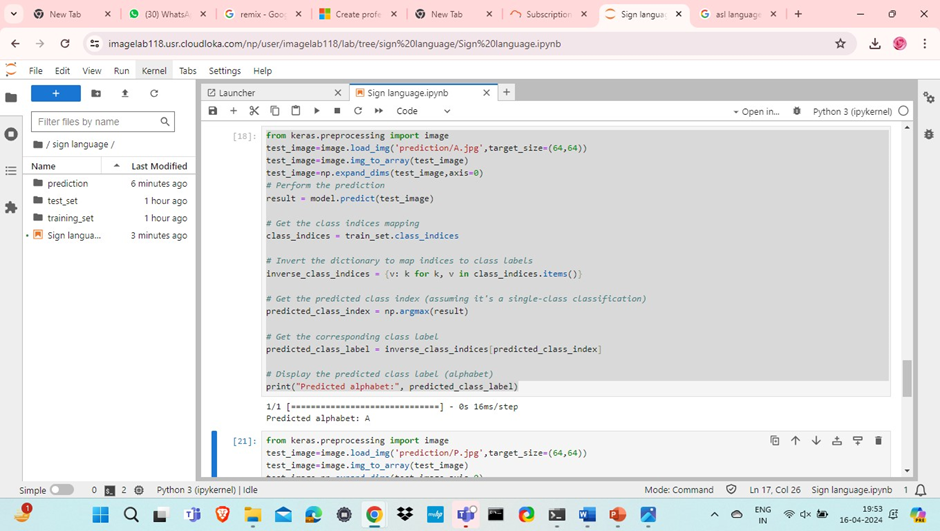 New Tab
(30) WhatsA
remix - Goo
Create profe
New Tab
Subscription
Sign langua
asl language
imagelab118.usr.cloudloka.com/np/user/imagelab118/lab/tree/sign%20language/Sign%20language.ipynb
File Edit View Run Kernel Tabs Settings Help
Launcher
Sign language.ipynb
Filter files by name
Code
Open in...
Python 3 (ipykernel)
/ sign language /
Name Last Modified
prediction 6 minutes ago
test_set 1 hour ago
training_set 1 hour ago
Sign langua... 3 minutes ago
[18]:
from keras.preprocessing import image
test_image=image.load_img('prediction/A.jpg',target_size=(64,64))
test_image=image.img_to_array(test_image)
test_image=np.expand_dims(test_image,axis=0)
# Perform the prediction
result = model.predict(test_image)
# Get the class indices mapping
class_indices = train_set.class_indices
# Invert the dictionary to map indices to class labels
inverse_class_indices = {v: k for k, v in class_indices.items()}
# Get the predicted class index (assuming it's a single-class classification)
predicted_class_index = np.argmax(result)
# Get the corresponding class label
predicted_class_label = inverse_class_indices[predicted_class_index]
# Display the predicted class label (alphabet)
print("Predicted alphabet:", predicted_class_label)
1/1 [==============================] - 0s 16ms/step
Predicted alphabet: A
[21]:
from keras.preprocessing import image
test_image=image.load_img('prediction/P.jpg',target_size=(64,64))
test_image=image.img_to_array(test_image)
Simple 0 2 Python 3 (ipykernel) | Idle Mode: Command Ln 17, Col 26 Sign language.ipynb 1
ENG
IN
19:53
16-04-2024